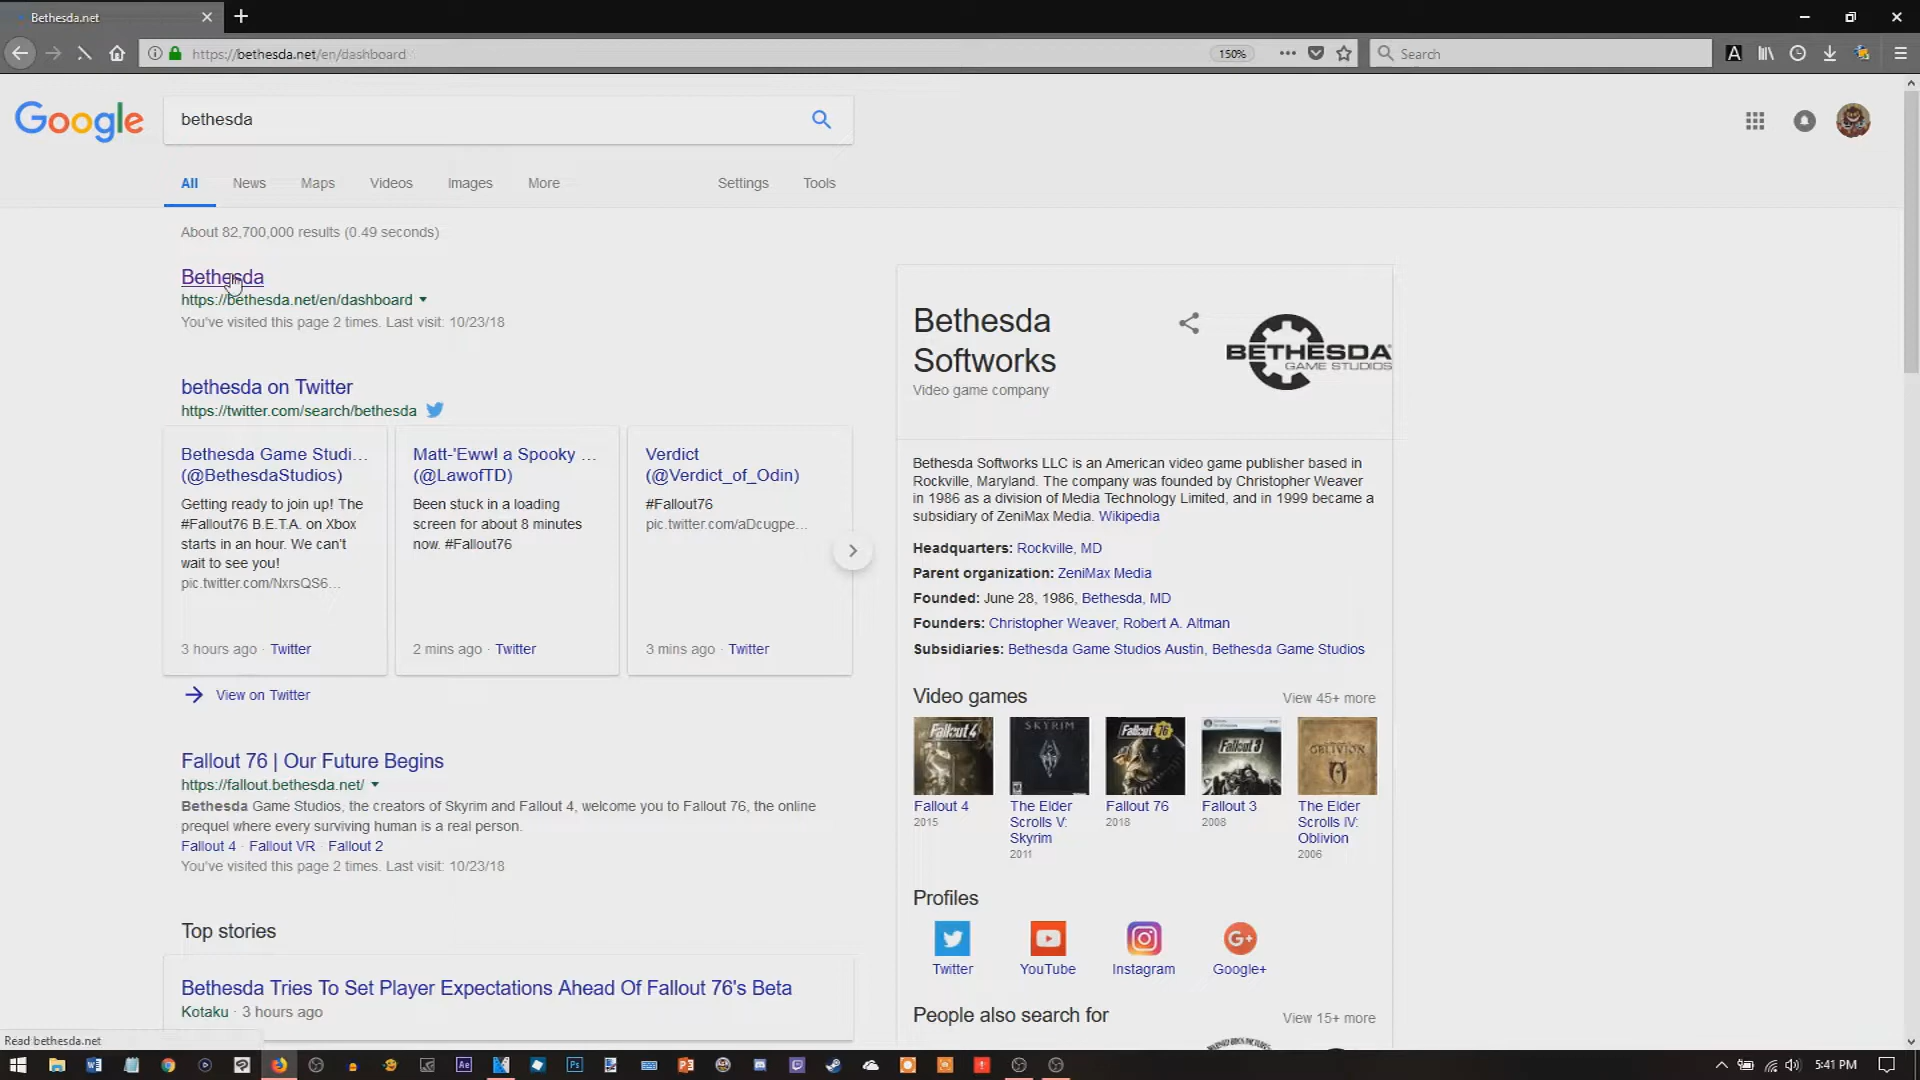 Bethesda.net
https://bethesda.net/en/dashboard
150%
Search
Google
bethesda
All News Maps Videos Images More Settings Tools
About 82,700,000 results (0.49 seconds)
Bethesda
https://bethesda.net/en/dashboard
You've visited this page 2 times. Last visit: 10/23/18
bethesda on Twitter
https://twitter.com/search/bethesda
Bethesda Game Studi...
(@BethesdaStudios)
Getting ready to join up! The
#Fallout76 B.E.T.A. on Xbox
starts in an hour. We can't
wait to see you!
pic.twitter.com/NxrsQS6...
3 hours ago · Twitter
Matt-'Eww! a Spooky ...
(@LawofTD)
Been stuck in a loading
screen for about 8 minutes
now. #Fallout76
2 mins ago · Twitter
Verdict
(@Verdict_of_Odin)
#Fallout76
pic.twitter.com/aDcugpe...
3 mins ago · Twitter
View on Twitter
Fallout 76 | Our Future Begins
https://fallout.bethesda.net/
Bethesda Game Studios, the creators of Skyrim and Fallout 4, welcome you to Fallout 76, the online
prequel where every surviving human is a real person.
Fallout 4 · Fallout VR · Fallout 2
You've visited this page 2 times. Last visit: 10/23/18
Top stories
Bethesda Tries To Set Player Expectations Ahead Of Fallout 76's Beta
Kotaku · 3 hours ago
Bethesda
Softworks
Video game company
BETHESDA
GAME STUDIOS
Bethesda Softworks LLC is an American video game publisher based in
Rockville, Maryland. The company was founded by Christopher Weaver
in 1986 as a division of Media Technology Limited, and in 1999 became a
subsidiary of ZeniMax Media. Wikipedia
Headquarters: Rockville, MD
Parent organization: ZeniMax Media
Founded: June 28, 1986, Bethesda, MD
Founders: Christopher Weaver, Robert A. Altman
Subsidiaries: Bethesda Game Studios Austin, Bethesda Game Studios
Video games View 45+ more
Fallout 4
SKYRIM
Fallout 76
Fallout 3
OBLIVION
Fallout 4
2015
The Elder
Scrolls V:
Skyrim
2011
Fallout 76
2018
Fallout 3
2008
The Elder
Scrolls IV:
Oblivion
2006
Profiles
Twitter YouTube Instagram Google+
People also search for View 15+ more
Read bethesda.net
5:41 PM